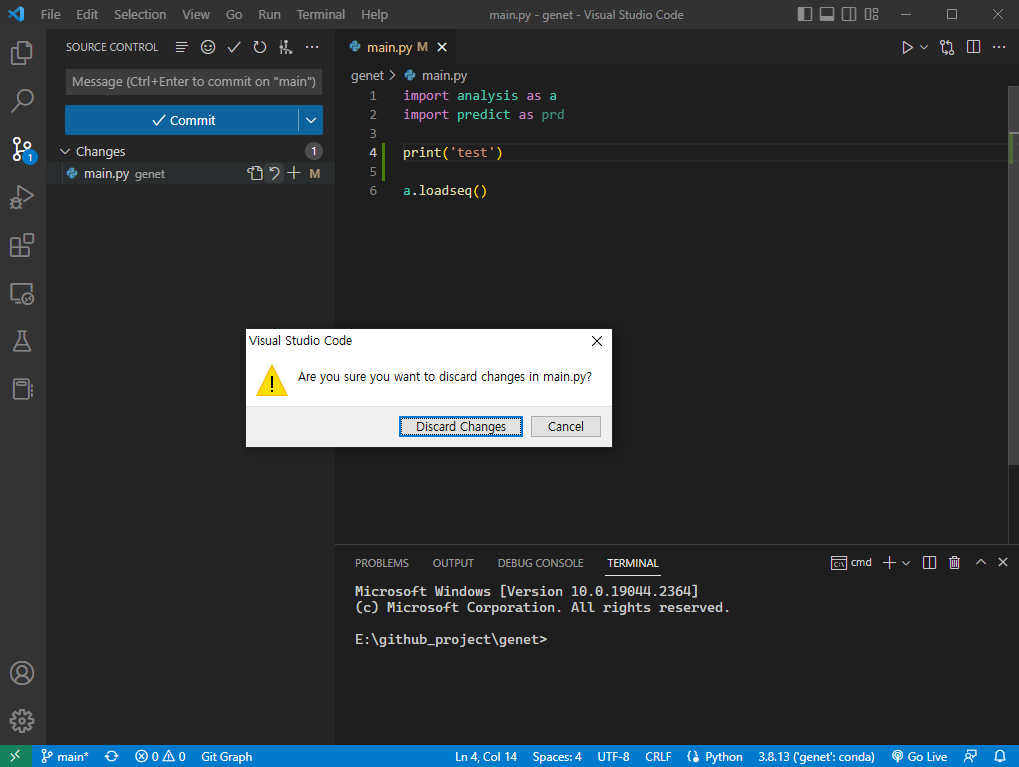 File Edit Selection View Go Run Terminal Help main.py - genet - Visual Studio Code
SOURCE CONTROL
main.py M
Message (Ctrl+Enter to commit on "main")
Commit
Changes 1
main.py genet M
1
genet > main.py
1 import analysis as a
2 import predict as prd
3
4 print('test')
5
6 a.loadseq()
Visual Studio Code
Are you sure you want to discard changes in main.py?
Discard Changes Cancel
PROBLEMS OUTPUT DEBUG CONSOLE TERMINAL cmd
Microsoft Windows [Version 10.0.19044.2364]
(c) Microsoft Corporation. All rights reserved.
E:\github_project\genet>
main* 0 0 Git Graph Ln 4, Col 14 Spaces: 4 UTF-8 CRLF Python 3.8.13 ('genet': conda) Go Live